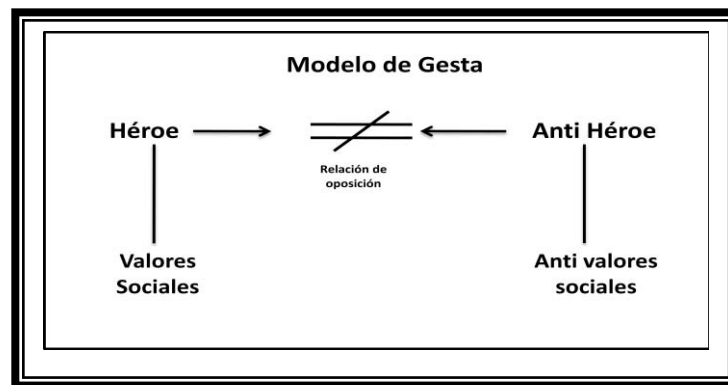 Modelo de Gesta
Héroe
Anti Héroe
Relación de
oposición
Valores
Sociales
Anti valores
sociales